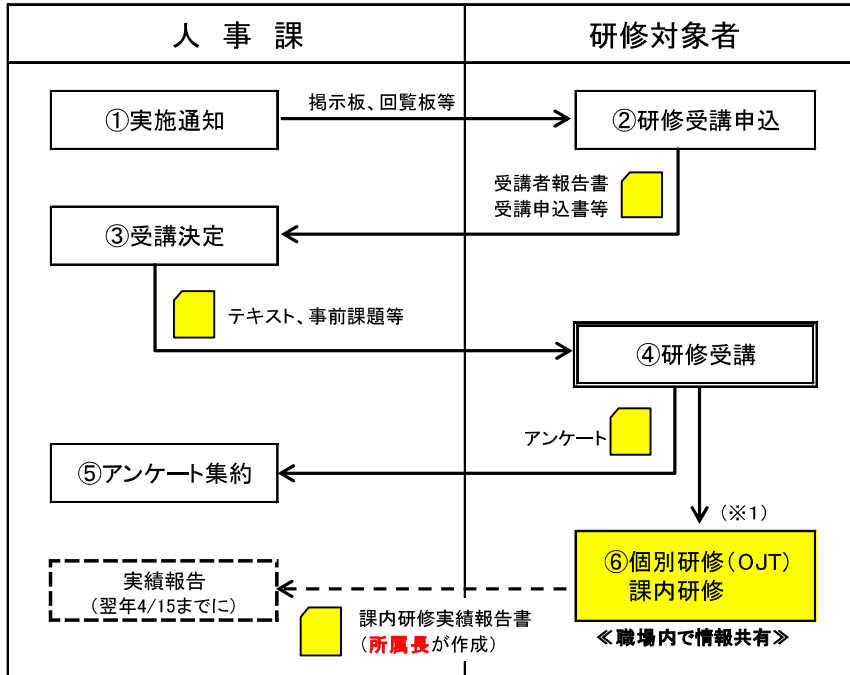 人事課
研修対象者
①実施通知
掲示板、回覧板等
②研修受講申込
受講者報告書
受講申込書等
③受講決定
テキスト、事前課題等
④研修受講
アンケート
⑤アンケート集約
(※1)
⑥個別研修(OJT)
課内研修
≪職場内で情報共有≫
実績報告
(翌年4/15までに)
課内研修実績報告書
(所属長が作成)